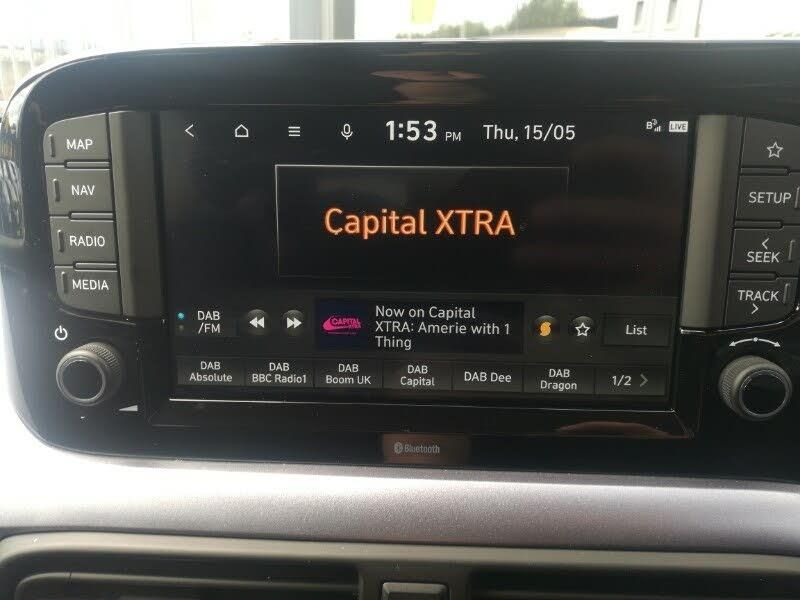 1:53 PM Thu, 15/05
LIVE
MAP
NAV
RADIO
MEDIA
SETUP
SEEK
TRACK
Capital XTRA
DAB
/FM
CAPITAL
XTRA
Now on Capital
XTRA: Amerie with 1
Thing
List
DAB
Absolute
DAB
BBC Radio1
DAB
Boom UK
DAB
Capital
DAB Dee
DAB
Dragon
1/2
Bluetooth